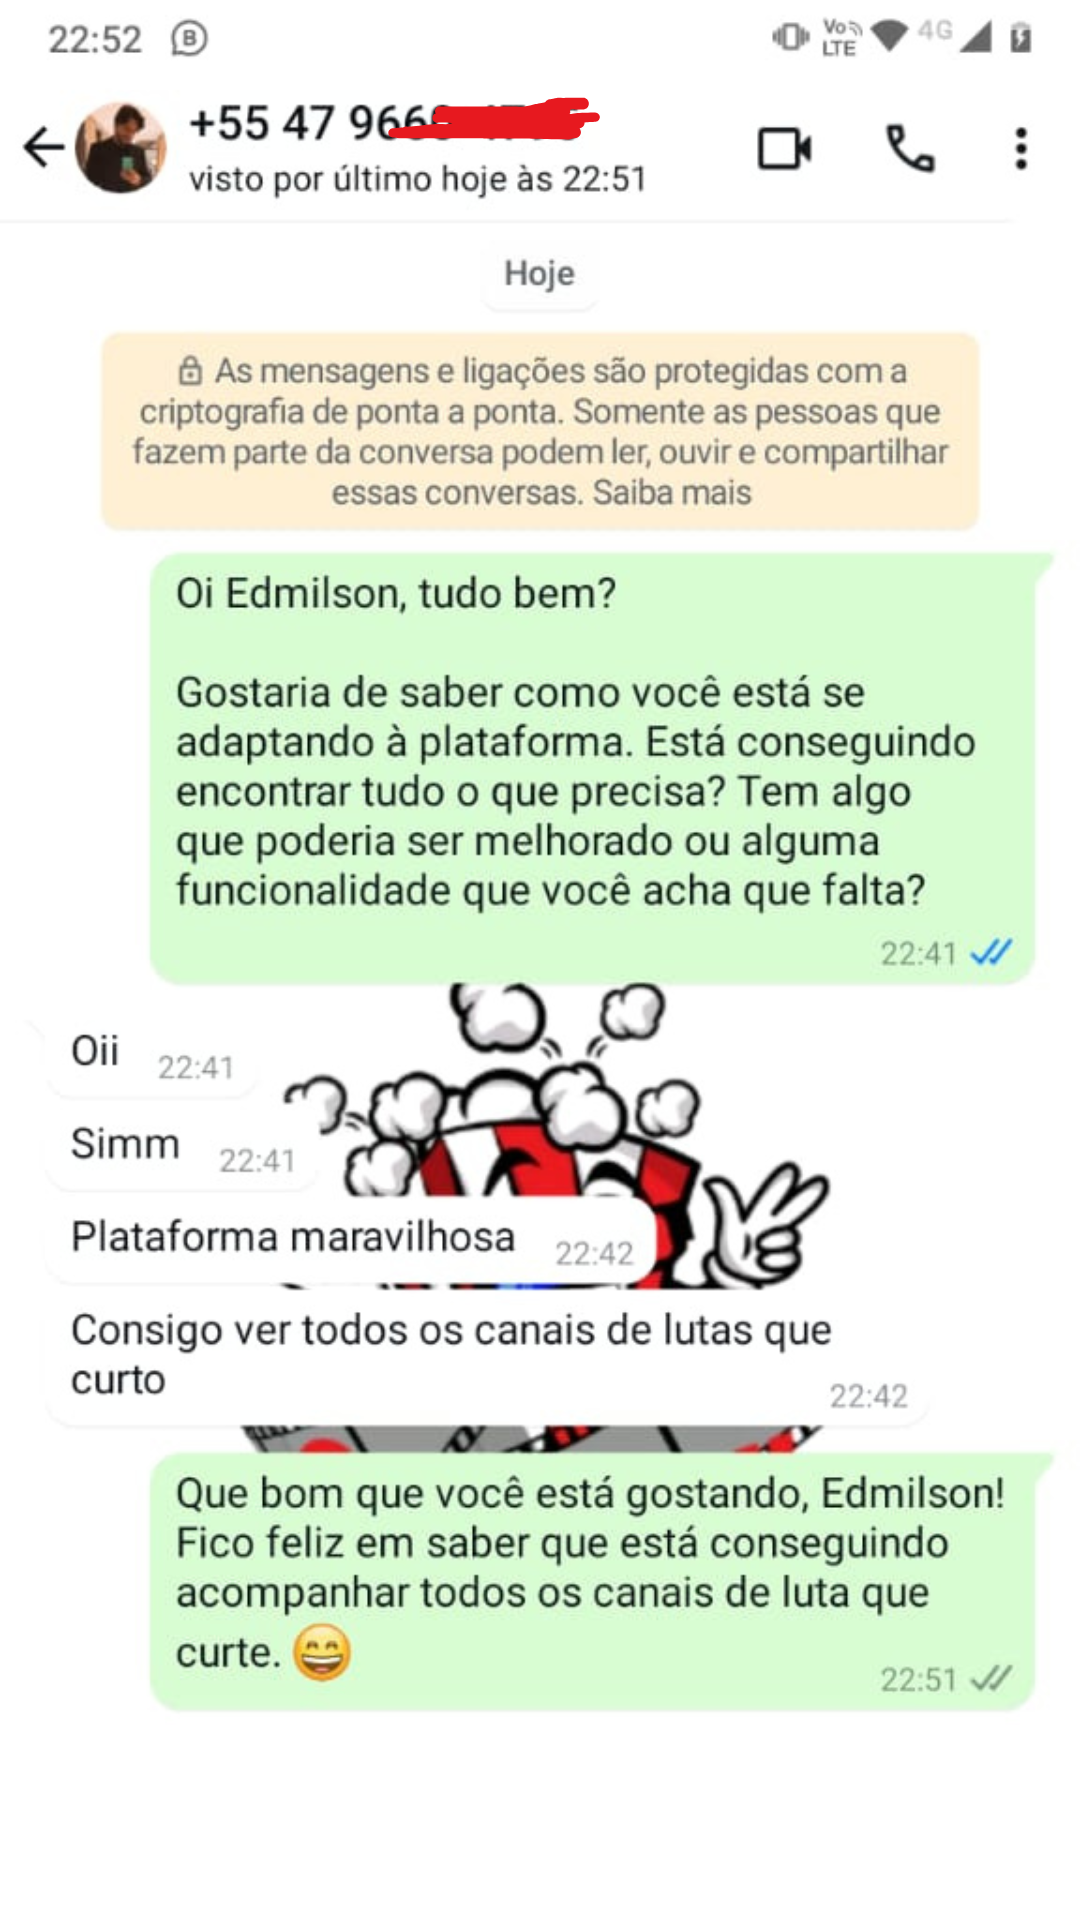 22:52
VoLTE 4G
+55 47 966
visto por último hoje às 22:51
Hoje
As mensagens e ligações são protegidas com a
criptografia de ponta a ponta. Somente as pessoas que
fazem parte da conversa podem ler, ouvir e compartilhar
essas conversas. Saiba mais
Oi Edmilson, tudo bem?
Gostaria de saber como você está se
adaptando à plataforma. Está conseguindo
encontrar tudo o que precisa? Tem algo
que poderia ser melhorado ou alguma
funcionalidade que você acha que falta?
22:41
Oii 22:41
Simm 22:41
Plataforma maravilhosa 22:42
Consigo ver todos os canais de lutas que
curto
22:42
Que bom que você está gostando, Edmilson!
Fico feliz em saber que está conseguindo
acompanhar todos os canais de luta que
curte. 😄
22:51